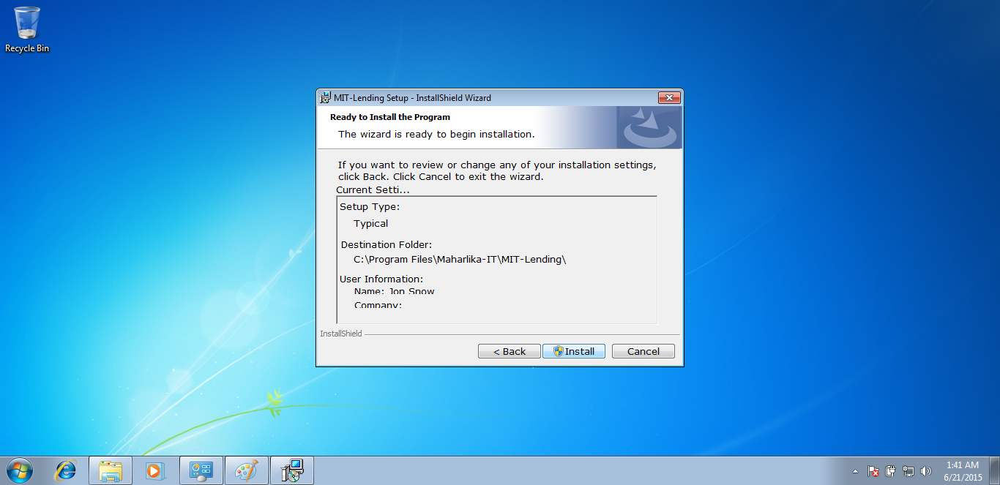 Recycle Bin
MIT-Lending Setup - InstallShield Wizard
Ready to Install the Program
The wizard is ready to begin installation.
If you want to review or change any of your installation settings,
click Back. Click Cancel to exit the wizard.
Current Setti...
Setup Type:
Typical
Destination Folder:
C:\Program Files\Maharlika-IT\MIT-Lending\
User Information:
Name: Jon Snow
Company:
InstallShield
< Back
Install
Cancel
1:41 AM
6/21/2015